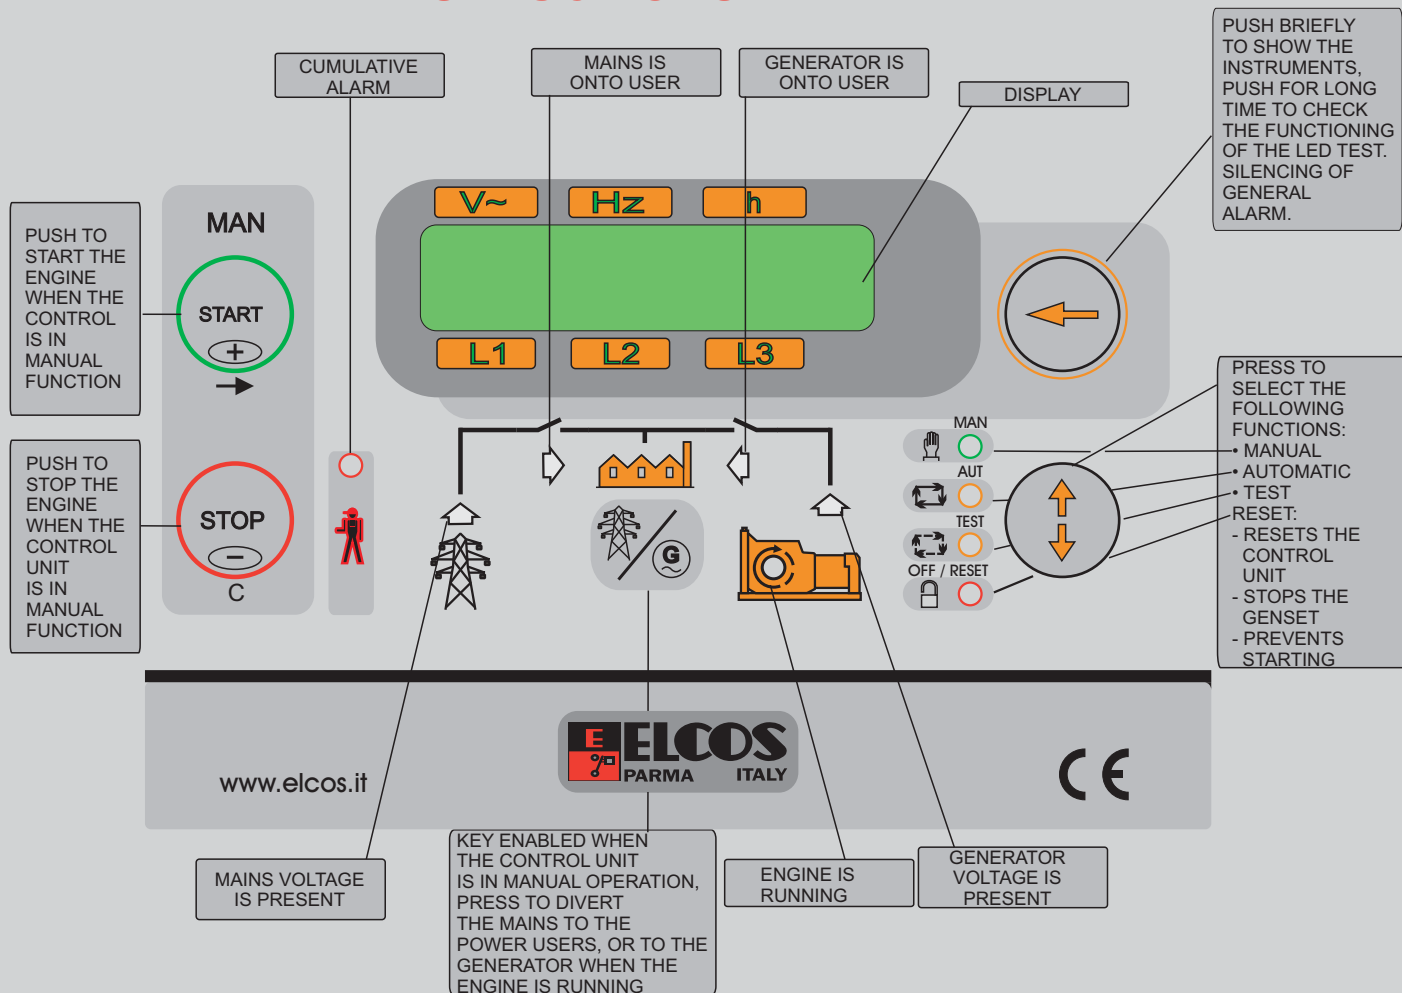 CUMULATIVE
ALARM
MAINS IS
ONTO USER
GENERATOR IS
ONTO USER
DISPLAY
PUSH BRIEFLY
TO SHOW THE
INSTRUMENTS,
PUSH FOR LONG
TIME TO CHECK
THE FUNCTIONING
OF THE LED TEST.
SILENCING OF
GENERAL
ALARM.
PUSH TO
START THE
ENGINE
WHEN THE
CONTROL
IS IN
MANUAL
FUNCTION
MAN
START
+
V~
Hz
h
L1
L2
L3
PUSH TO
STOP THE
ENGINE
WHEN THE
CONTROL
UNIT
IS IN
MANUAL
FUNCTION
STOP
−
C
G
MAN
AUT
TEST
OFF / RESET
PRESS TO
SELECT THE
FOLLOWING
FUNCTIONS:
• MANUAL
• AUTOMATIC
• TEST
RESET:
- RESETS THE
CONTROL
UNIT
- STOPS THE
GENSET
- PREVENTS
STARTING
www.elcos.it
E
ELCOS
PARMA ITALY
CE
MAINS VOLTAGE
IS PRESENT
KEY ENABLED WHEN
THE CONTROL UNIT
IS IN MANUAL OPERATION,
PRESS TO DIVERT
THE MAINS TO THE
POWER USERS, OR TO THE
GENERATOR WHEN THE
ENGINE IS RUNNING
ENGINE IS
RUNNING
GENERATOR
VOLTAGE IS
PRESENT